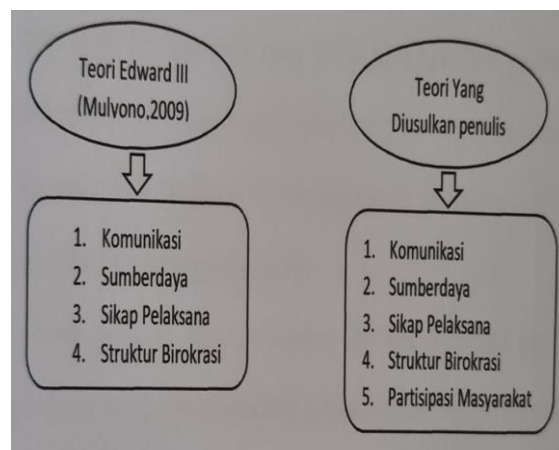 Teori Edward III
(Mulvono,2009)
1. Komunikasi
2. Sumberdaya
3. Sikap Pelaksana
4. Struktur Birokrasi
Teori Yang
Diusulkan penulis
1. Komunikasi
2. Sumberdaya
3. Sikap Pelaksana
4. Struktur Birokrasi
5. Partisipasi Masyarakat